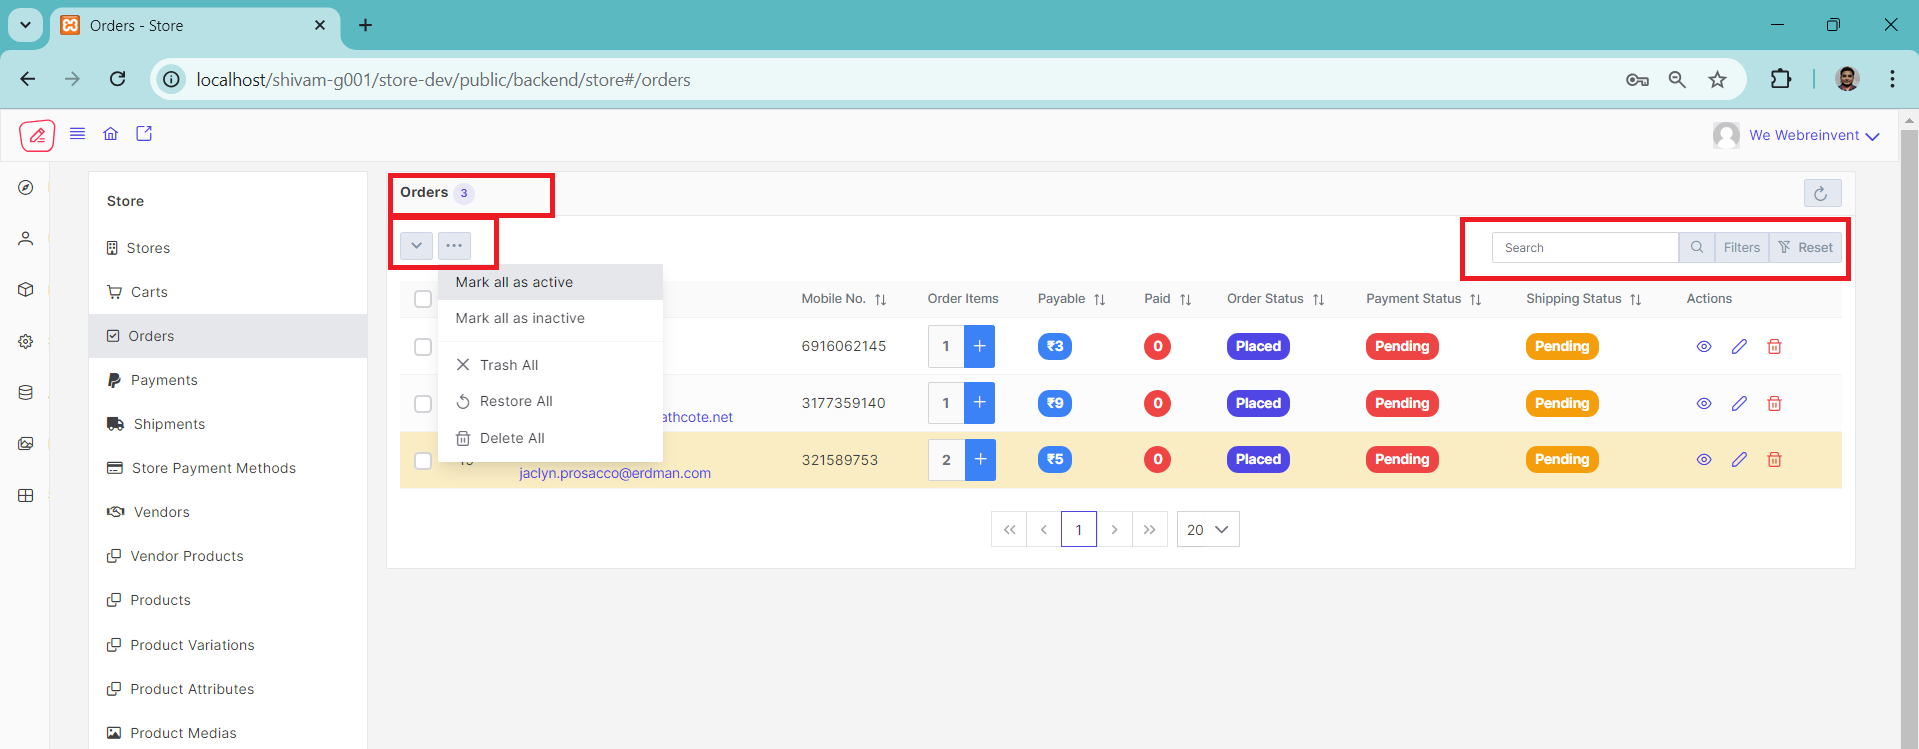 Orders - Store
localhost/shivam-g001/store-dev/public/backend/store#/orders
We Webreinvent
Store
Stores
Carts
Orders
Payments
Shipments
Store Payment Methods
Vendors
Vendor Products
Products
Product Variations
Product Attributes
Product Medias
Orders 3
Search Filters Reset
Mark all as active
Mark all as inactive
Trash All
Restore All
Delete All
Mobile No. Order Items Payable Paid Order Status Payment Status Shipping Status Actions
6916062145 1 + ₹3 0 Placed Pending Pending
athcote.net 3177359140 1 + ₹9 0 Placed Pending Pending
jaclyn.prosacco@erdman.com 321589753 2 + ₹5 0 Placed Pending Pending
1 20